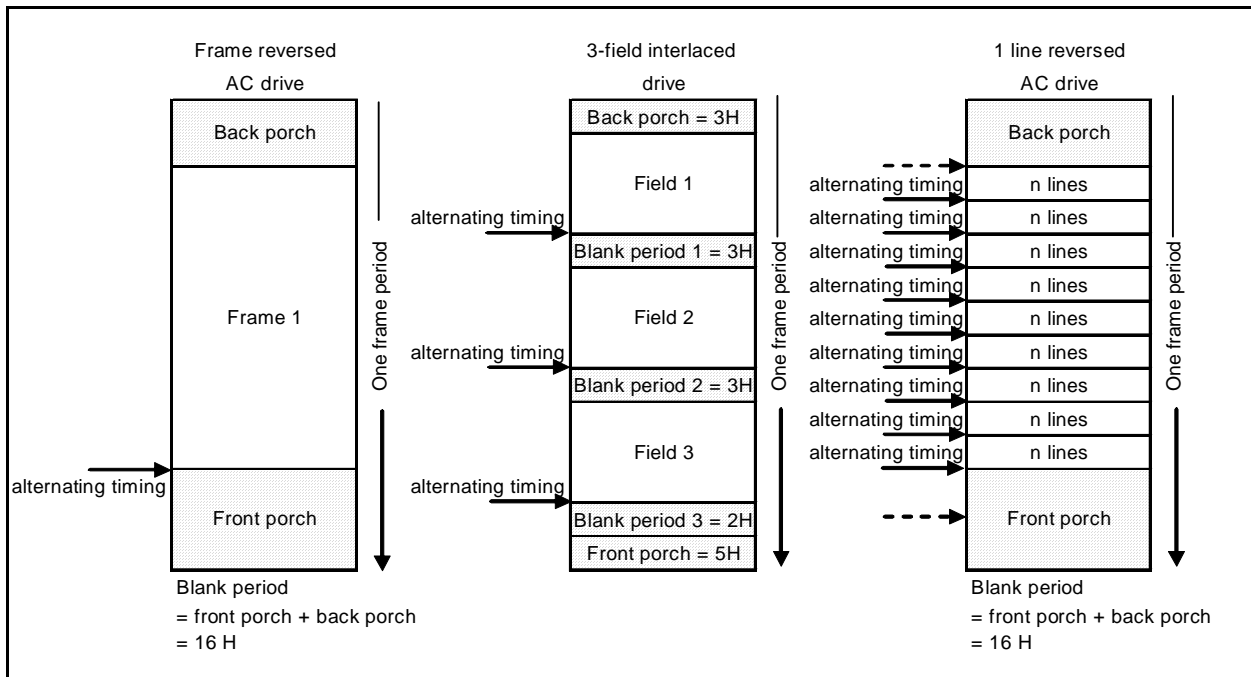 Frame reversed
AC drive
Back porch
Frame 1
alternating timing
Front porch
One frame period
Blank period
= front porch + back porch
= 16 H
3-field interlaced
drive
Back porch = 3H
Field 1
alternating timing
Blank period 1 = 3H
Field 2
alternating timing
Blank period 2 = 3H
Field 3
alternating timing
Blank period 3 = 2H
Front porch = 5H
One frame period
1 line reversed
AC drive
Back porch
alternating timing
n lines
alternating timing
n lines
alternating timing
n lines
alternating timing
n lines
alternating timing
n lines
alternating timing
n lines
alternating timing
n lines
alternating timing
n lines
alternating timing
n lines
Front porch
One frame period
Blank period
= front porch + back porch
= 16 H